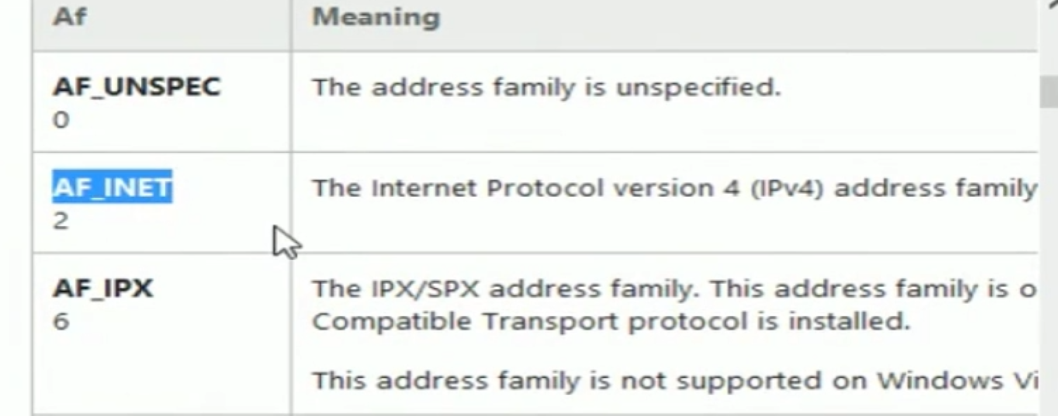 Af Meaning
AF_UNSPEC The address family is unspecified.
0
AF_INET The Internet Protocol version 4 (IPv4) address family
2
AF_IPX The IPX/SPX address family. This address family is o
6 Compatible Transport protocol is installed.
This address family is not supported on Windows Vi